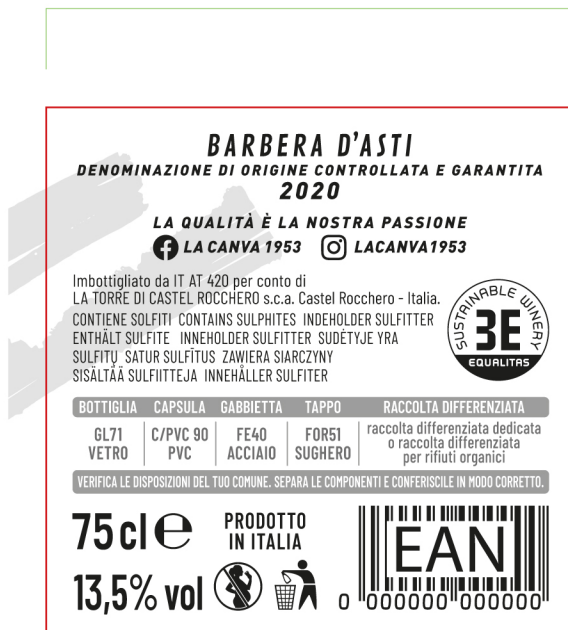 BARBERA D'ASTI
DENOMINAZIONE DI ORIGINE CONTROLLATA E GARANTITA
2020
LA QUALITÀ È LA NOSTRA PASSIONE
LA CANVA 1953 LACANVA1953
Imbottigliato da IT AT 420 per conto di
LA TORRE DI CASTEL ROCCHERO s.c.a. Castel Rocchero - Italia.
CONTIENE SOLFITI CONTAINS SULPHITES INDEHOLDER SULFITTER
ENTHÄLT SULFITE INNEHOLDER SULFITTER SUDĖTYJE YRA
SULFITŲ SATUR SULFĪTUS ZAWIERA SIARCZYNY
SISÄLTÄÄ SULFIITTEJA INNEHÅLLER SULFITER
SUSTAINABLE WINERY
3E
EQUALITAS
BOTTIGLIA CAPSULA GABBIETTA TAPPO RACCOLTA DIFFERENZIATA
GL71 C/PVC 90 FE40 FOR51 raccolta differenziata dedicata
VETRO PVC ACCIAIO SUGHERO o raccolta differenziata
per rifiuti organici
VERIFICA LE DISPOSIZIONI DEL TUO COMUNE. SEPARA LE COMPONENTI E CONFERISCILE IN MODO CORRETTO.
75 cl e PRODOTTO
IN ITALIA
13,5% vol
EAN
0 000000 000000